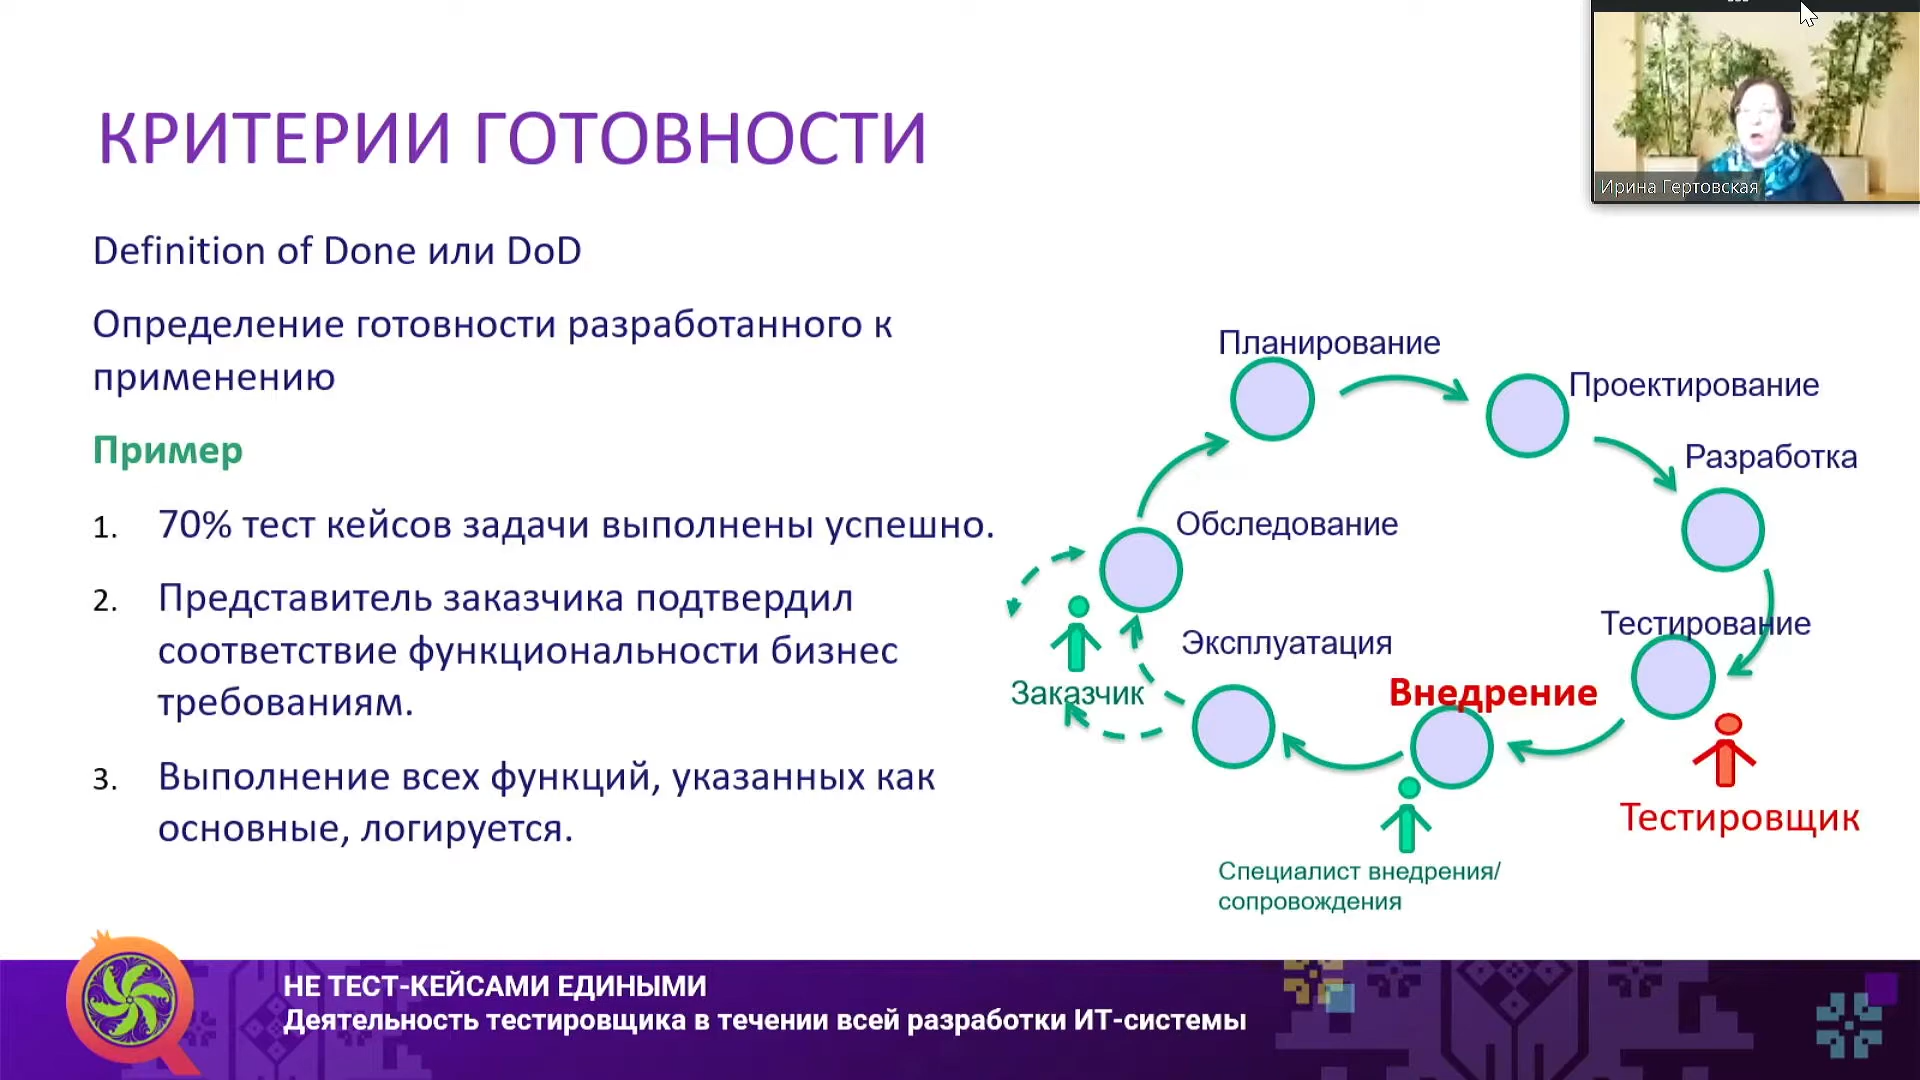 КРИТЕРИИ ГОТОВНОСТИ
Ирина Гертовская
Definition of Done или DoD
Определение готовности разработанного к
применению
Пример
1. 70% тест кейсов задачи выполнены успешно.
2. Представитель заказчика подтвердил
соответствие функциональности бизнес
требованиям.
3. Выполнение всех функций, указанных как
основные, логируется.
Планирование
Проектирование
Разработка
Обследование
Тестирование
Эксплуатация
Внедрение
Заказчик
Тестировщик
Специалист внедрения/
сопровождения
НЕ ТЕСТ-КЕЙСАМИ ЕДИНЫМИ
Деятельность тестировщика в течении всей разработки ИТ-системы